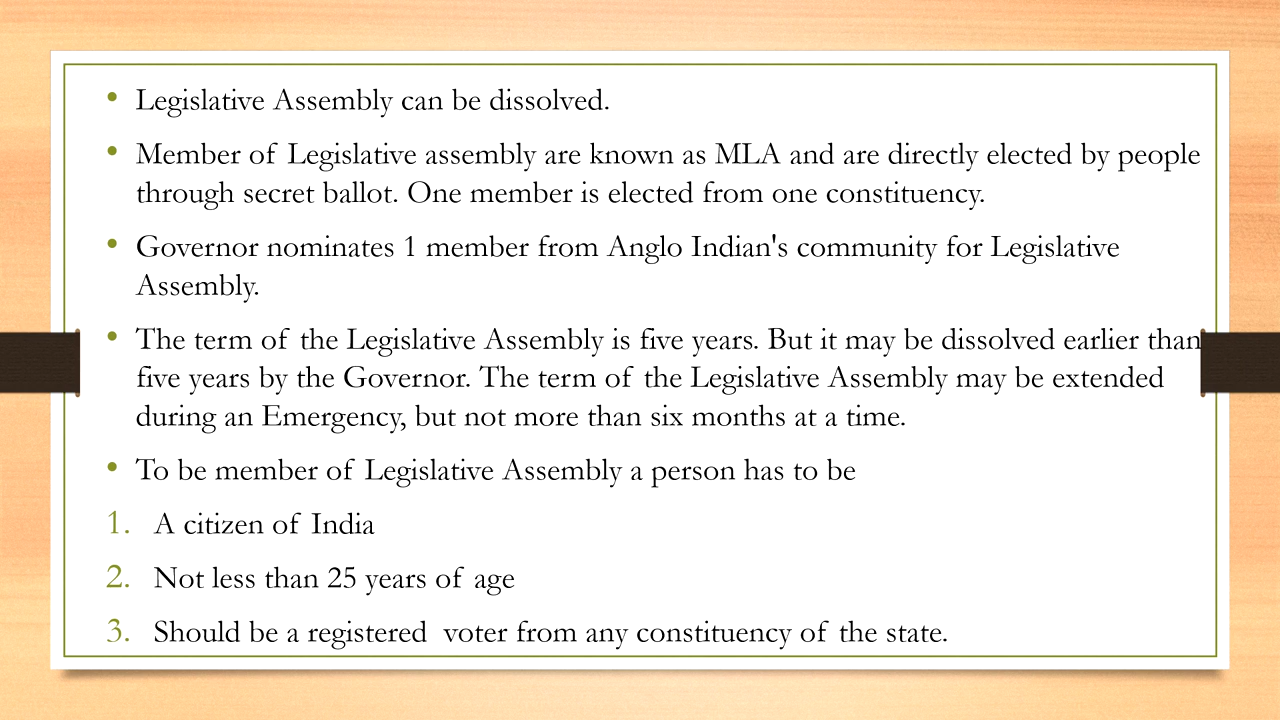 • Legislative Assembly can be dissolved.
• Member of Legislative assembly are known as MLA and are directly elected by people
through secret ballot. One member is elected from one constituency.
• Governor nominates 1 member from Anglo Indian's community for Legislative
Assembly.
• The term of the Legislative Assembly is five years. But it may be dissolved earlier than
five years by the Governor. The term of the Legislative Assembly may be extended
during an Emergency, but not more than six months at a time.
• To be member of Legislative Assembly a person has to be
1. A citizen of India
2. Not less than 25 years of age
3. Should be a registered voter from any constituency of the state.